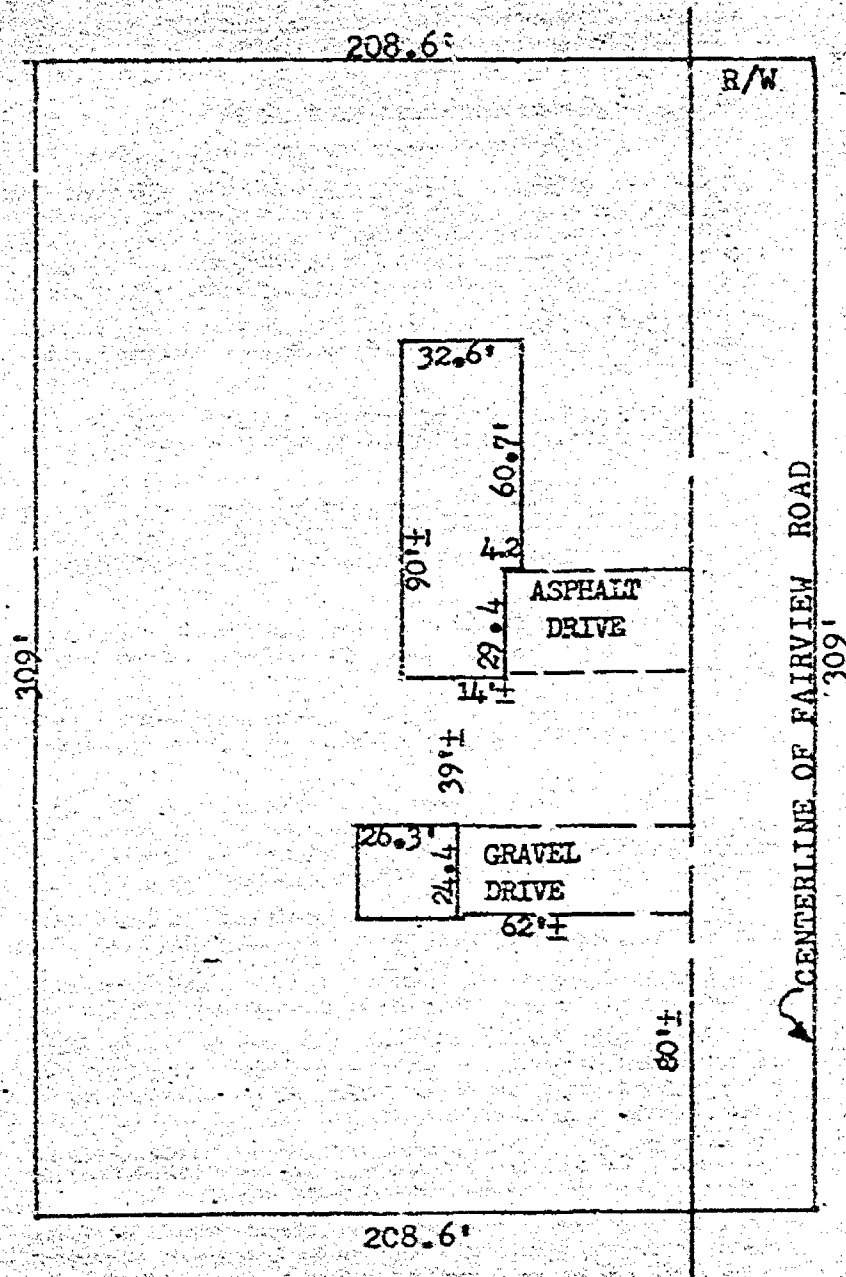 208.6'
R/W
32.6'
60.7'
90'±
4.2
29.4
ASPHALT
DRIVE
14'±
309'
CENTERLINE OF FAIRVIEW ROAD
309'
39'±
26.3'
24.4
GRAVEL
DRIVE
62'±
80'±
208.6'